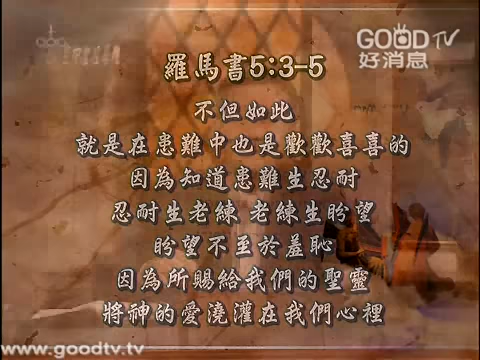 GOOD TV
好消息
羅馬書5:3-5
不但如此
就是在患難中也是歡歡喜喜的
因為知道患難生忍耐
忍耐生老練 老練生盼望
盼望不至於羞恥
因為所賜給我們的聖靈
將神的愛澆灌在我們心裡
www.goodtv.tv